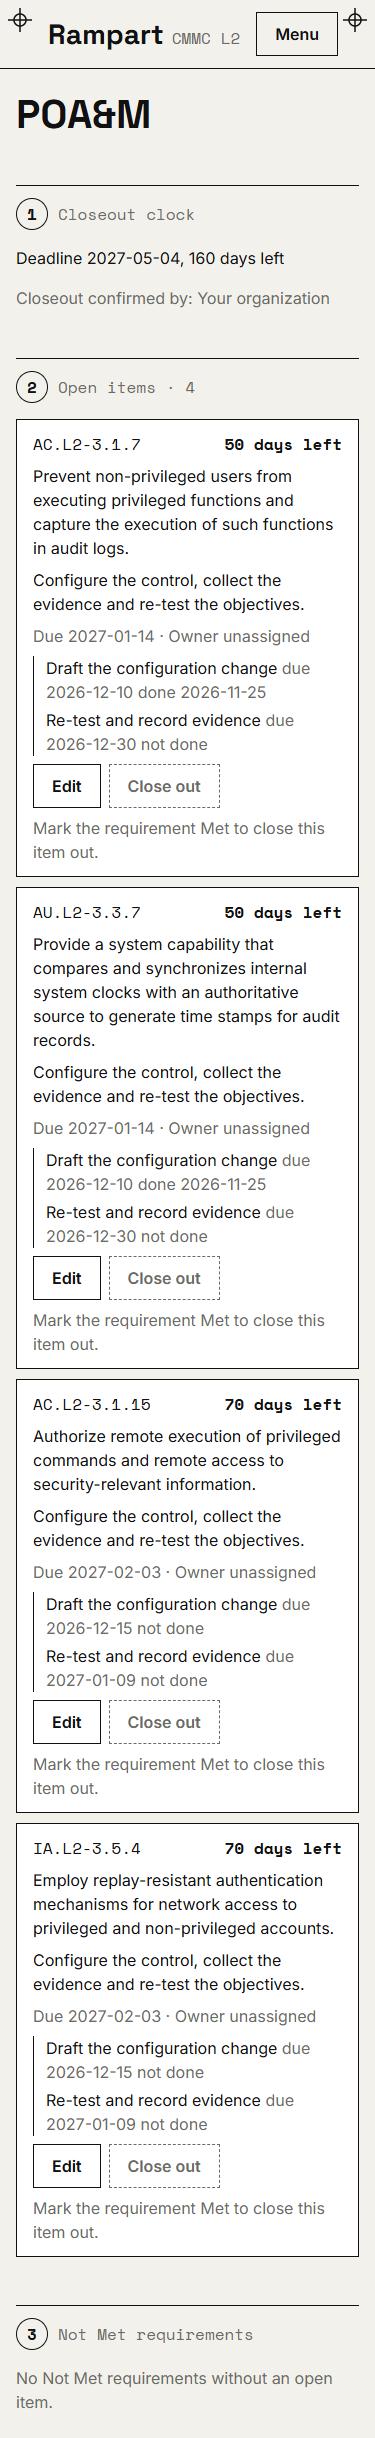 Rampart CMMC L2 Menu
POA&M
1 Closeout clock
Deadline 2027-05-04, 160 days left
Closeout confirmed by: Your organization
2 Open items · 4
AC.L2-3.1.7 50 days left
Prevent non-privileged users from
executing privileged functions and
capture the execution of such functions
in audit logs.
Configure the control, collect the
evidence and re-test the objectives.
Due 2027-01-14 · Owner unassigned
Draft the configuration change due
2026-12-10 done 2026-11-25
Re-test and record evidence due
2026-12-30 not done
Edit Close out
Mark the requirement Met to close this
item out.
AU.L2-3.3.7 50 days left
Provide a system capability that
compares and synchronizes internal
system clocks with an authoritative
source to generate time stamps for audit
records.
Configure the control, collect the
evidence and re-test the objectives.
Due 2027-01-14 · Owner unassigned
Draft the configuration change due
2026-12-10 done 2026-11-25
Re-test and record evidence due
2026-12-30 not done
Edit Close out
Mark the requirement Met to close this
item out.
AC.L2-3.1.15 70 days left
Authorize remote execution of privileged
commands and remote access to
security-relevant information.
Configure the control, collect the
evidence and re-test the objectives.
Due 2027-02-03 · Owner unassigned
Draft the configuration change due
2026-12-15 not done
Re-test and record evidence due
2027-01-09 not done
Edit Close out
Mark the requirement Met to close this
item out.
IA.L2-3.5.4 70 days left
Employ replay-resistant authentication
mechanisms for network access to
privileged and non-privileged accounts.
Configure the control, collect the
evidence and re-test the objectives.
Due 2027-02-03 · Owner unassigned
Draft the configuration change due
2026-12-15 not done
Re-test and record evidence due
2027-01-09 not done
Edit Close out
Mark the requirement Met to close this
item out.
3 Not Met requirements
No Not Met requirements without an open
item.